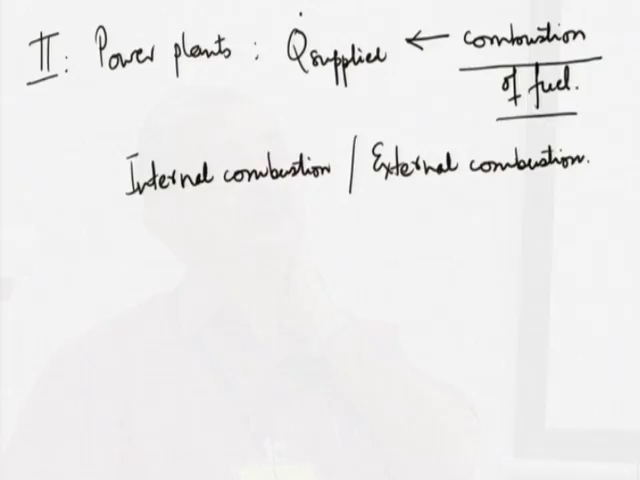 II: Power plants : Q̇supplied ← combustion
of fuel.
Internal combustion / External combustion.